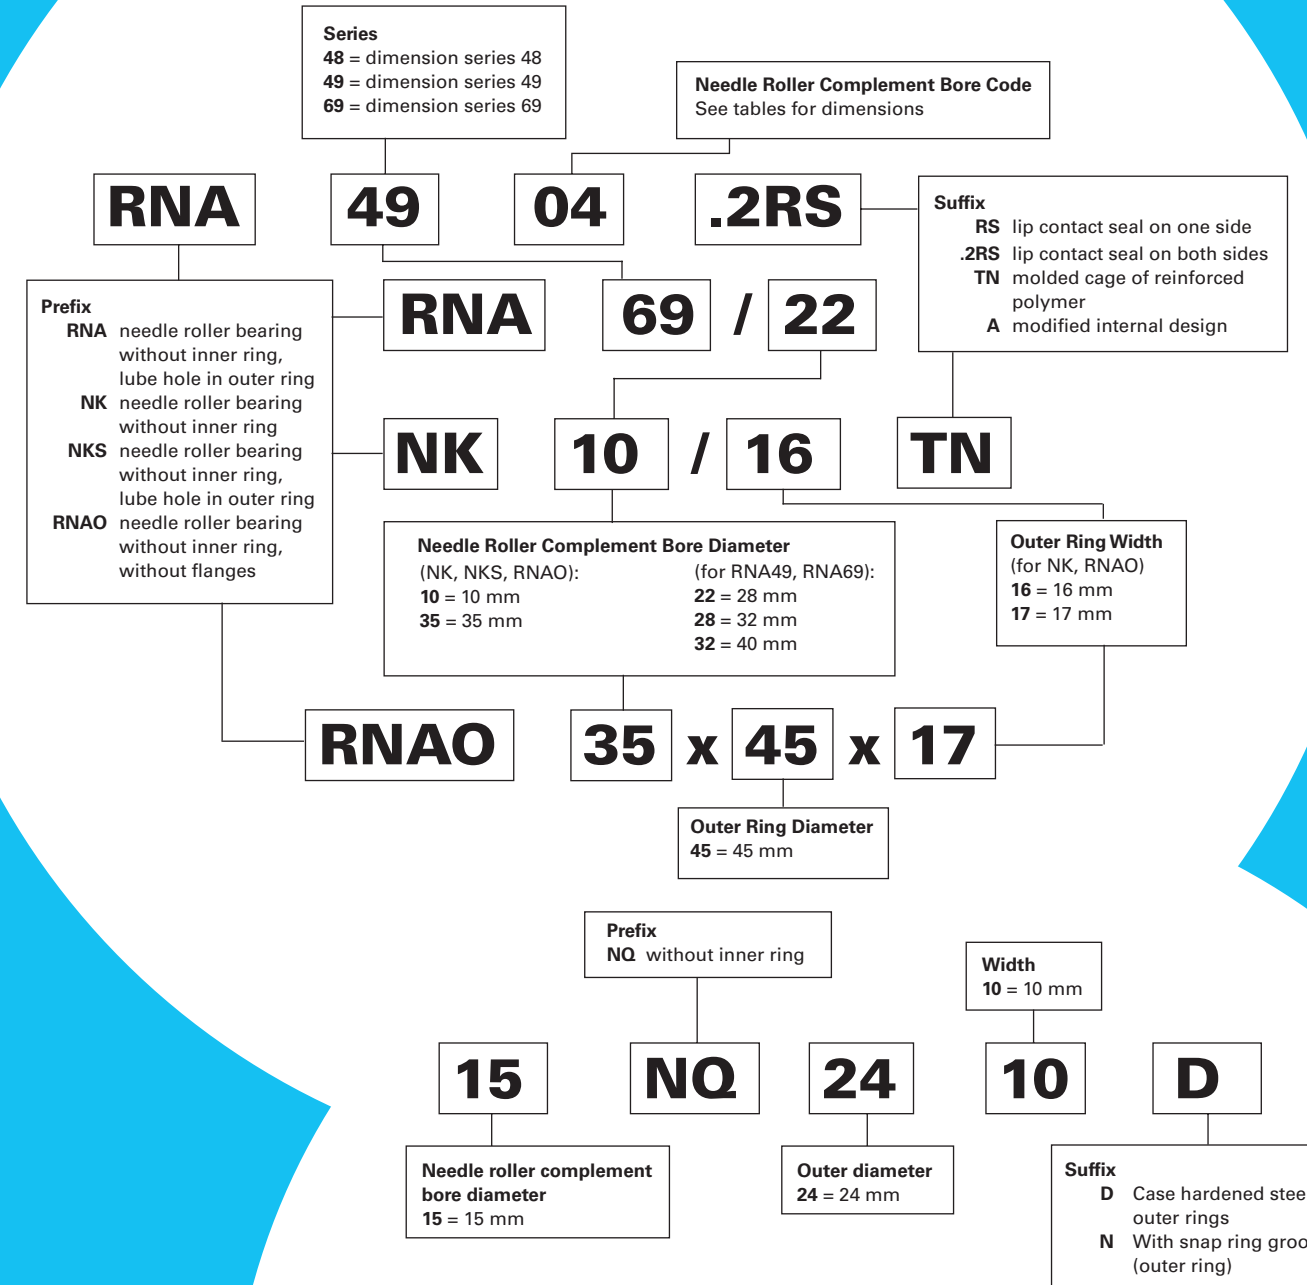 Series
48 = dimension series 48
49 = dimension series 49
69 = dimension series 69
Needle Roller Complement Bore Code
See tables for dimensions
RNA 49 04 .2RS
Suffix
RS lip contact seal on one side
.2RS lip contact seal on both sides
TN molded cage of reinforced
polymer
A modified internal design
Prefix
RNA needle roller bearing
without inner ring,
lube hole in outer ring
NK needle roller bearing
without inner ring
NKS needle roller bearing
without inner ring,
lube hole in outer ring
RNAO needle roller bearing
without inner ring,
without flanges
RNA 69 / 22
NK 10 / 16 TN
Needle Roller Complement Bore Diameter
(NK, NKS, RNAO):
10 = 10 mm
35 = 35 mm
(for RNA49, RNA69):
22 = 28 mm
28 = 32 mm
32 = 40 mm
Outer Ring Width
(for NK, RNAO)
16 = 16 mm
17 = 17 mm
RNAO 35 x 45 x 17
Outer Ring Diameter
45 = 45 mm
Prefix
NQ without inner ring
Width
10 = 10 mm
15 NQ 24 10 D
Needle roller complement
bore diameter
15 = 15 mm
Outer diameter
24 = 24 mm
Suffix
D Case hardened
outer rings
N With snap ring
(outer ring)